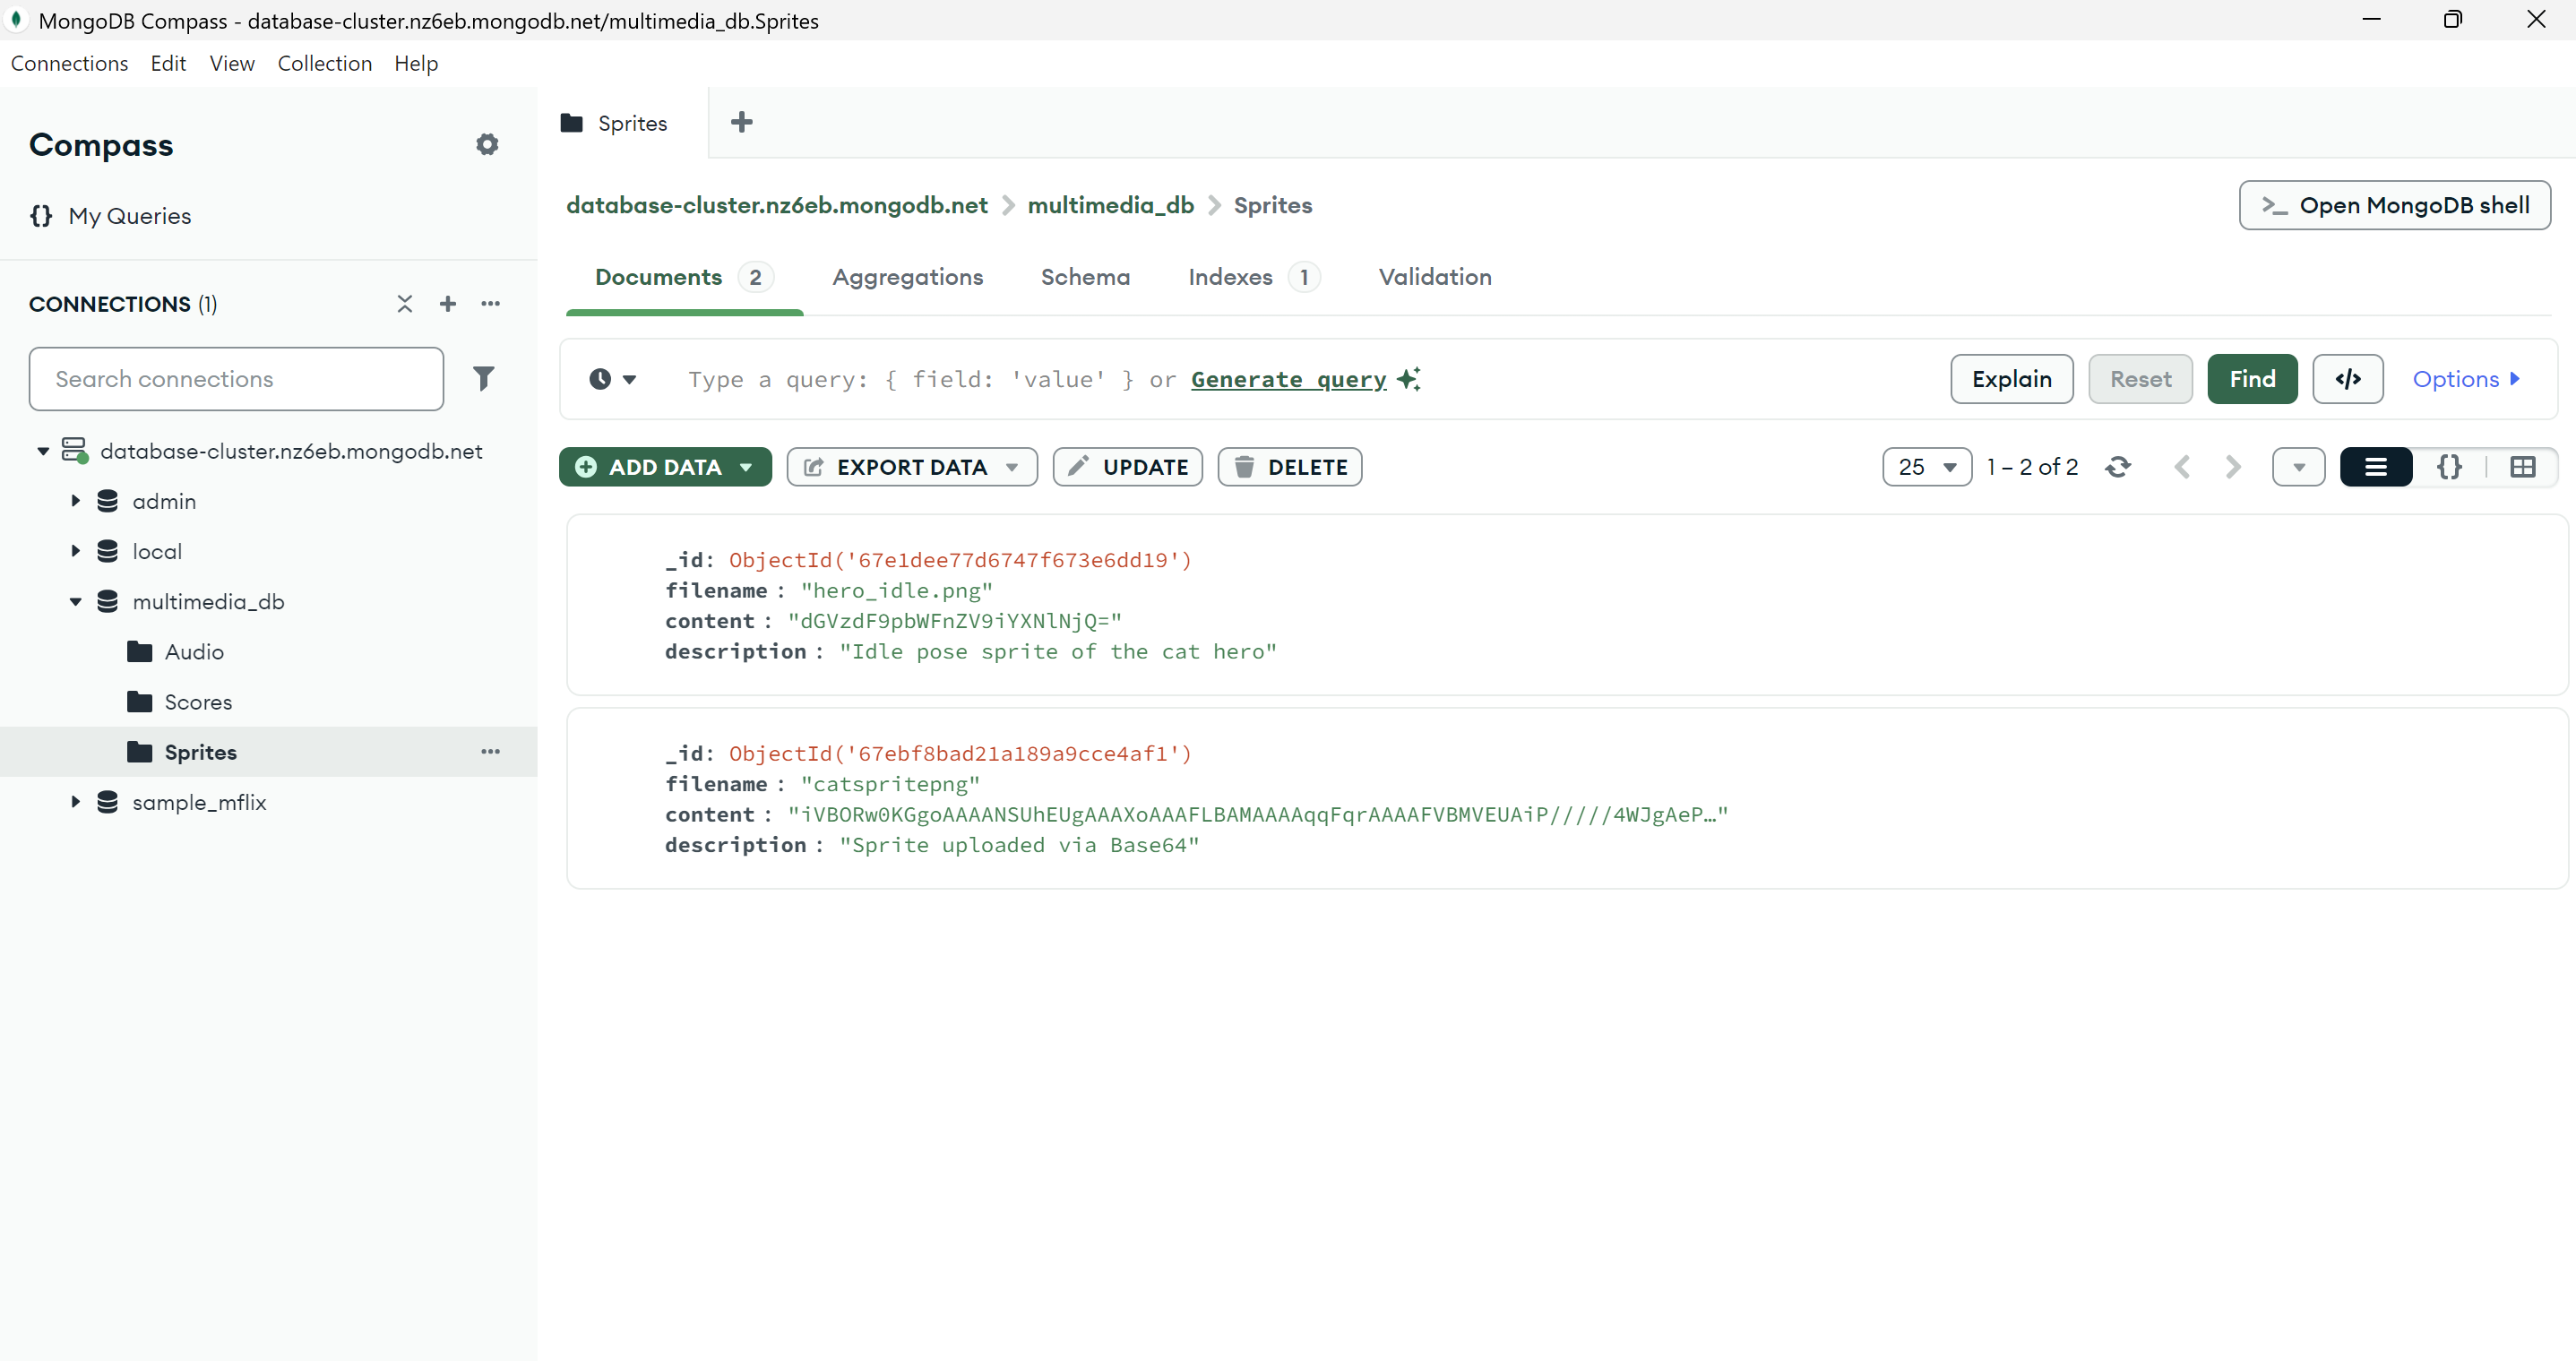 MongoDB Compass - database-cluster.nz6eb.mongodb.net/multimedia_db.Sprites
Connections Edit View Collection Help
Compass
{} My Queries
CONNECTIONS (1)
Search connections
database-cluster.nz6eb.mongodb.net
admin
local
multimedia_db
Audio
Scores
Sprites
sample_mflix
Sprites
database-cluster.nz6eb.mongodb.net > multimedia_db > Sprites
>_ Open MongoDB shell
Documents 2 Aggregations Schema Indexes 1 Validation
Type a query: { field: 'value' } or Generate query
Explain Reset Find </> Options
ADD DATA EXPORT DATA UPDATE DELETE
25 1 – 2 of 2 {}
_id: ObjectId('67e1dee77d6747f673e6dd19')
filename : "hero_idle.png"
content : "dGVzdF9pbWFnZV9iYXNlNjQ="
description : "Idle pose sprite of the cat hero"
_id: ObjectId('67ebf8bad21a189a9cce4af1')
filename : "catspritepng"
content : "iVBORw0KGgoAAAANSUhEUgAAAXoAAAFLBAMAAAAqqFqrAAAAFVBMVEUAiP/////4WJgAeP…"
description : "Sprite uploaded via Base64"